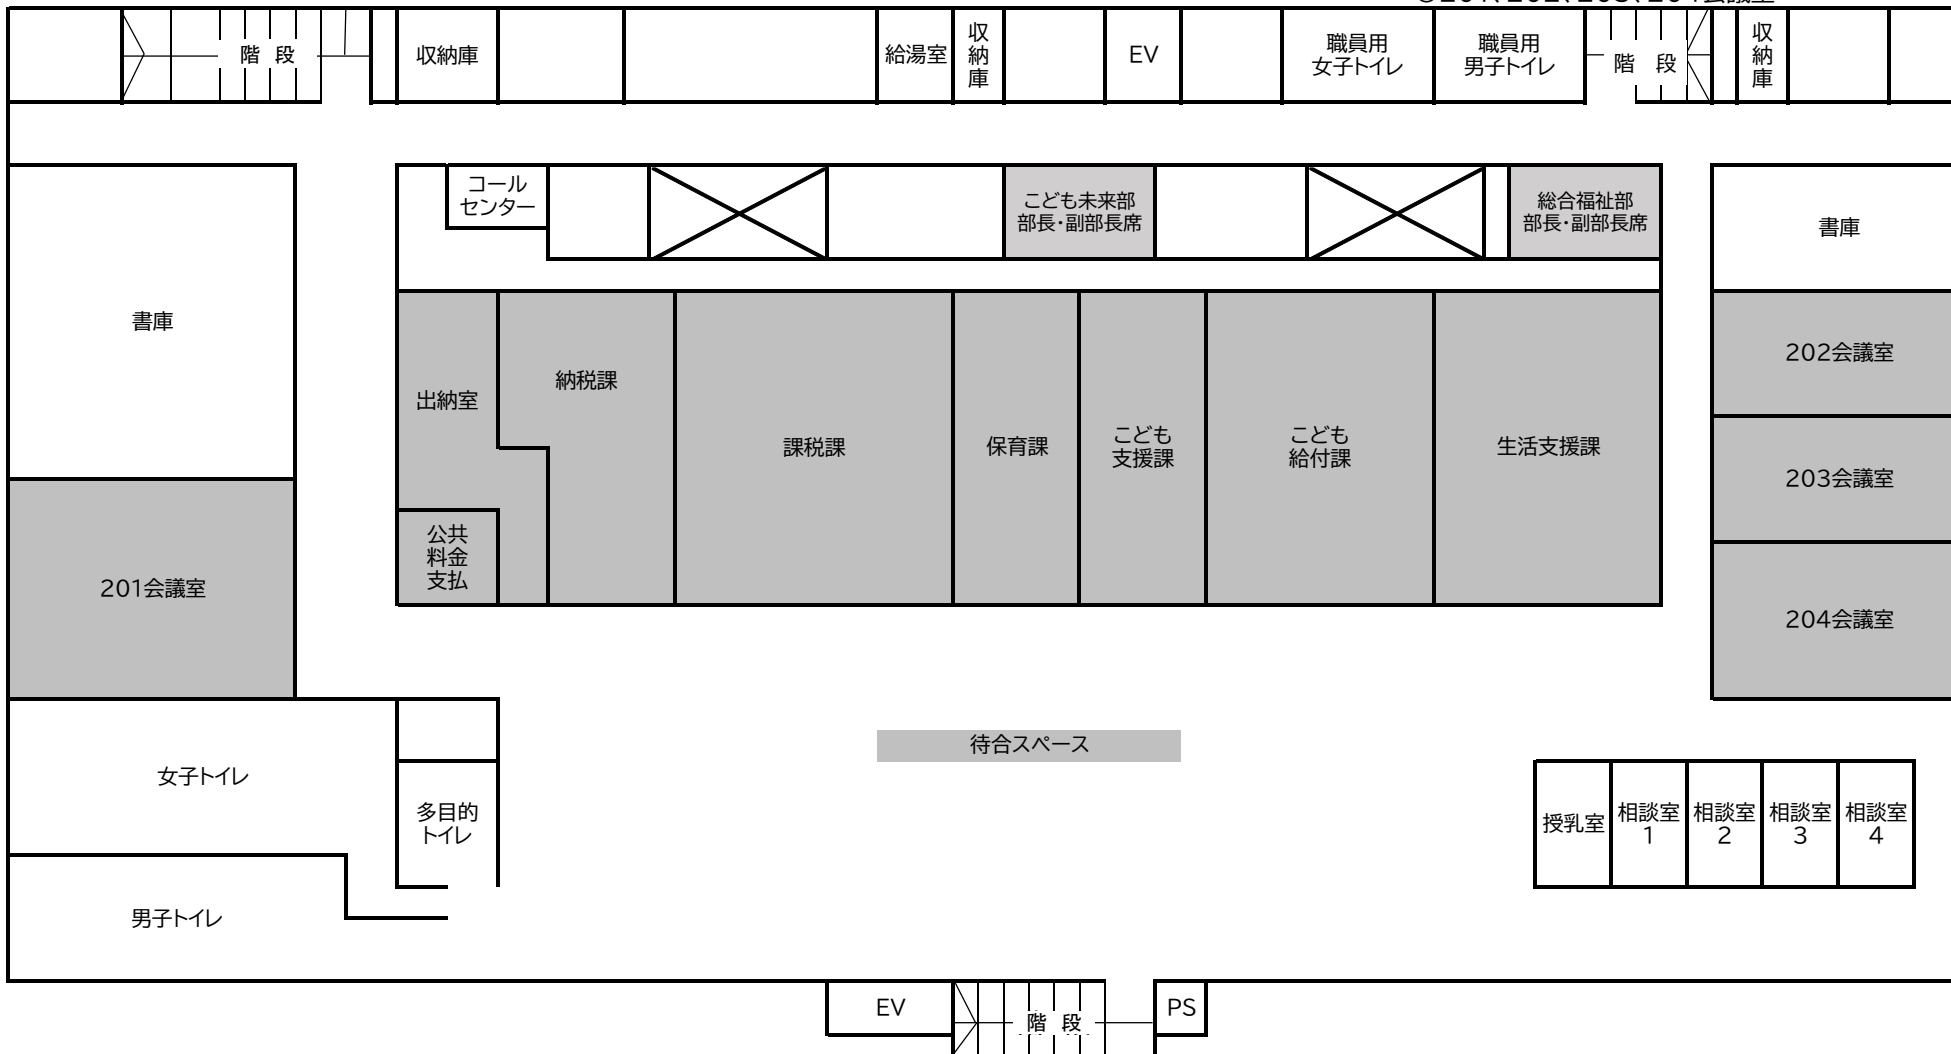 201、202、203、204会議室
階 段
収納庫
給湯室
収
納
庫
EV
職員用
女子トイレ
職員用
男子トイレ
階 段
収
納
庫
コール
センター
こども未来部
部長・副部長席
総合福祉部
部長・副部長席
書庫
書庫
出納室
納税課
課税課
保育課
こども
支援課
こども
給付課
生活支援課
202会議室
203会議室
204会議室
公共
料金
支払
201会議室
待合スペース
女子トイレ
多目的
トイレ
男子トイレ
授乳室
相談室
1
相談室
2
相談室
3
相談室
4
EV
階 段
PS